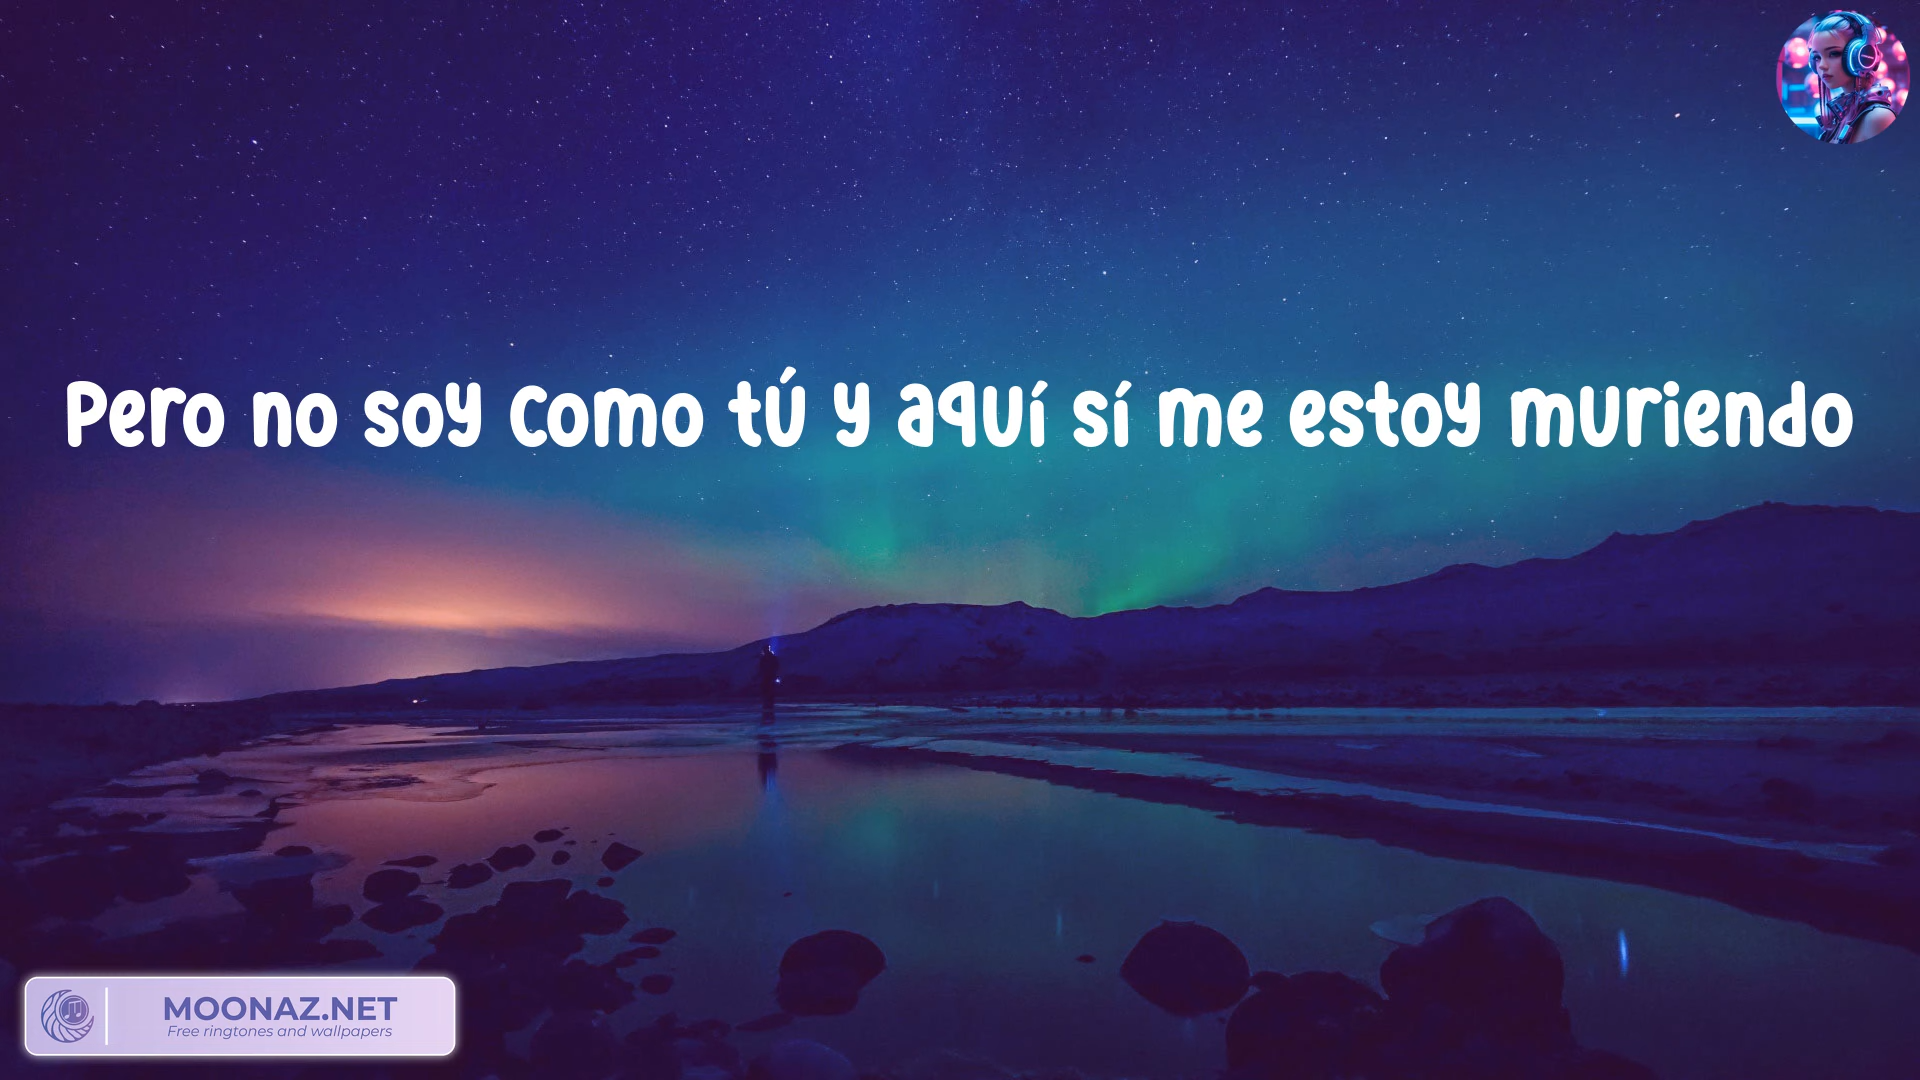 Pero no soy como tú y aquí sí me estoy muriendo
MOONAZ.NET
Free ringtones and wallpapers